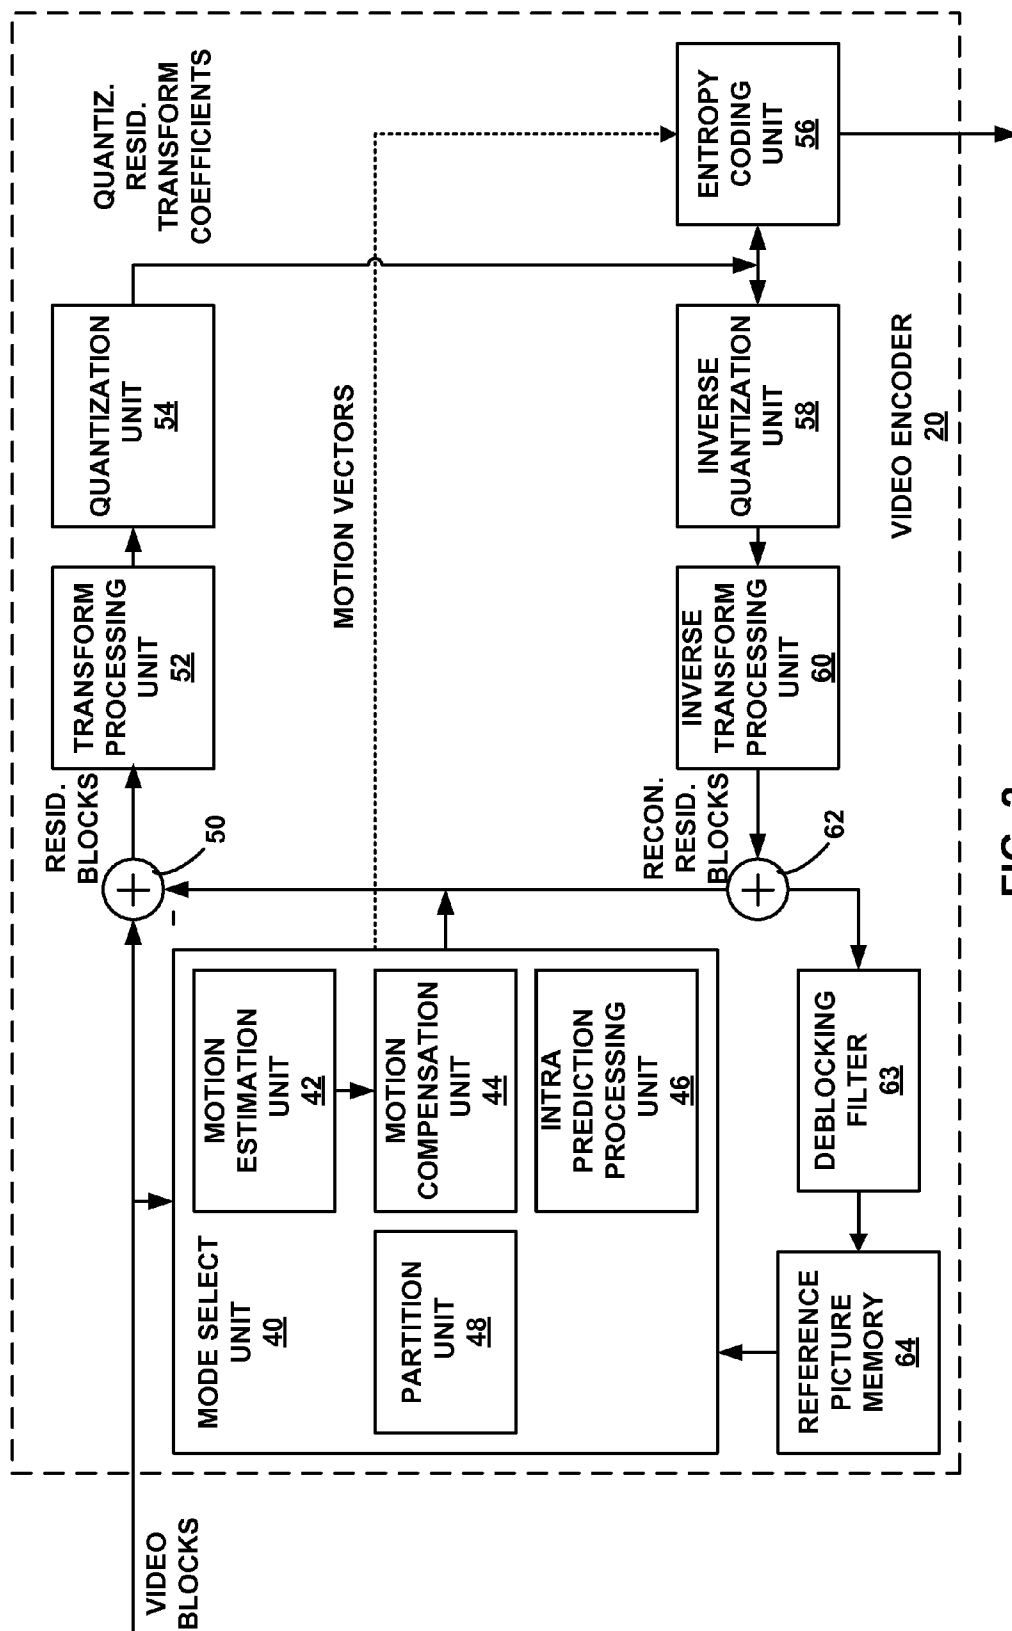 VIDEO
BLOCKS
MODE SELECT
UNIT
40
PARTITION
UNIT
48
MOTION
ESTIMATION
UNIT
42
MOTION
COMPENSATION
UNIT
44
INTRA
PREDICTION
PROCESSING
UNIT
46
REFERENCE
PICTURE
MEMORY
64
DEBLOCKING
FILTER
63
50
RESID.
BLOCKS
TRANSFORM
PROCESSING
UNIT
52
QUANTIZATION
UNIT
54
QUANTIZ.
RESID.
TRANSFORM
COEFFICIENTS
MOTION VECTORS
62
RECON.
RESID.
BLOCKS
INVERSE
TRANSFORM
PROCESSING
UNIT
60
INVERSE
QUANTIZATION
UNIT
58
ENTROPY
CODING
UNIT
56
VIDEO ENCODER
20